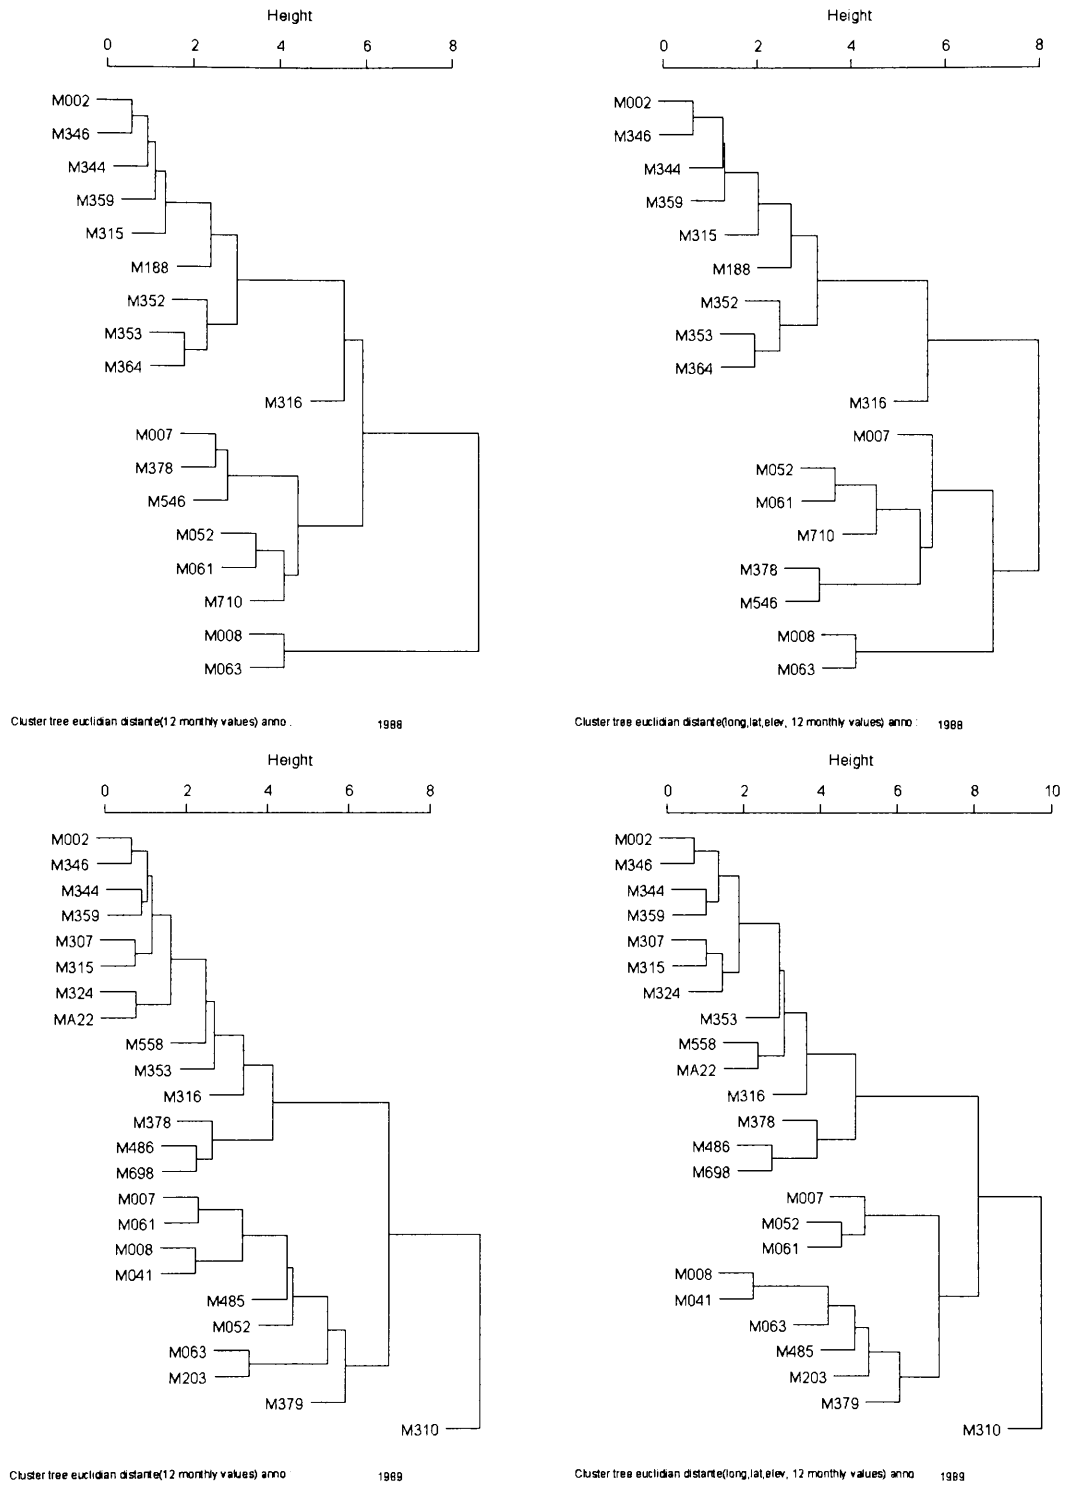 Height
0 2 4 6 8
M002
M346
M344
M359
M315
M188
M352
M353
M364
M316
M007
M378
M546
M052
M061
M710
M008
M063
Cluster tree euclidian distante(12 monthly values) anno : 1988
Height
0 2 4 6 8
M002
M346
M344
M359
M315
M188
M352
M353
M364
M316
M007
M052
M061
M710
M378
M546
M008
M063
Cluster tree euclidian distante(long,lat,elev, 12 monthly values) anno : 1988
Height
0 2 4 6 8
M002
M346
M344
M359
M307
M315
M324
MA22
M558
M353
M316
M378
M486
M698
M007
M061
M008
M041
M485
M052
M063
M203
M379
M310
Cluster tree euclidian distante(12 monthly values) anno 1989
Height
0 2 4 6 8 10
M002
M346
M344
M359
M307
M315
M324
M353
M558
MA22
M316
M378
M486
M698
M007
M052
M061
M008
M041
M063
M485
M203
M379
M310
Cluster tree euclidian distante(long,lat,elev, 12 monthly values) anno 1989